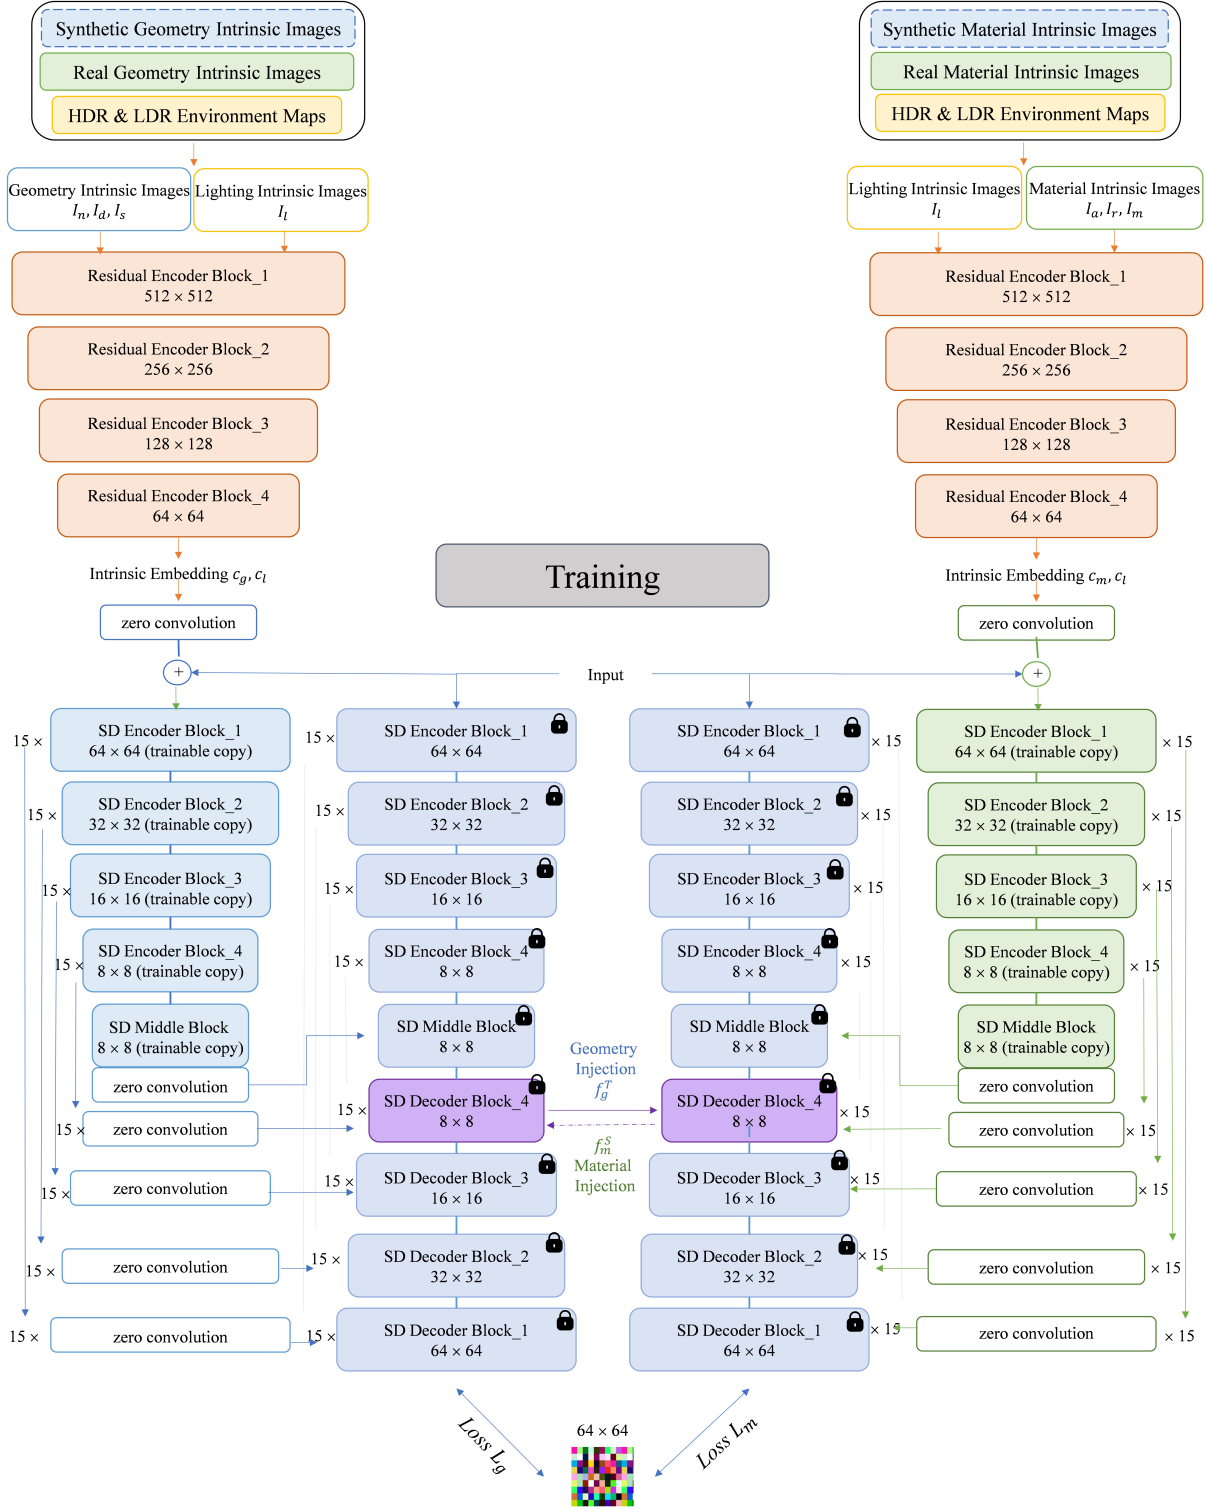 Synthetic Geometry Intrinsic Images
Real Geometry Intrinsic Images
HDR & LDR Environment Maps
Geometry Intrinsic Images
Iₙ, I_d, Iₛ
Lighting Intrinsic Images
Iₗ
Residual Encoder Block_1
512 × 512
Residual Encoder Block_2
256 × 256
Residual Encoder Block_3
128 × 128
Residual Encoder Block_4
64 × 64
Intrinsic Embedding c_g, cₗ
zero convolution
+
Synthetic Material Intrinsic Images
Real Material Intrinsic Images
HDR & LDR Environment Maps
Lighting Intrinsic Images
Iₗ
Material Intrinsic Images
Iₐ, Iᵣ, Iₘ
Residual Encoder Block_1
512 × 512
Residual Encoder Block_2
256 × 256
Residual Encoder Block_3
128 × 128
Residual Encoder Block_4
64 × 64
Intrinsic Embedding cₘ, cₗ
zero convolution
+
Training
Input
15 ×
SD Encoder Block_1
64 × 64 (trainable copy)
15 ×
SD Encoder Block_2
32 × 32 (trainable copy)
15 ×
SD Encoder Block_3
16 × 16 (trainable copy)
15 ×
SD Encoder Block_4
8 × 8 (trainable copy)
SD Middle Block
8 × 8 (trainable copy)
zero convolution
15 ×
zero convolution
15 ×
zero convolution
15 ×
zero convolution
15 ×
zero convolution
15 ×
SD Encoder Block_1
64 × 64
15 ×
SD Encoder Block_2
32 × 32
15 ×
SD Encoder Block_3
16 × 16
15 ×
SD Encoder Block_4
8 × 8
SD Middle Block
8 × 8
15 ×
SD Decoder Block_4
8 × 8
15 ×
SD Decoder Block_3
16 × 16
15 ×
SD Decoder Block_2
32 × 32
15 ×
SD Decoder Block_1
64 × 64
Geometry
Injection
f_g^T
f_m^S
Material
Injection
SD Encoder Block_1
64 × 64
× 15
SD Encoder Block_2
32 × 32
× 15
SD Encoder Block_3
16 × 16
× 15
SD Encoder Block_4
8 × 8
× 15
SD Middle Block
8 × 8
SD Decoder Block_4
8 × 8
× 15
SD Decoder Block_3
16 × 16
× 15
SD Decoder Block_2
32 × 32
× 15
SD Decoder Block_1
64 × 64
× 15
SD Encoder Block_1
64 × 64 (trainable copy)
× 15
SD Encoder Block_2
32 × 32 (trainable copy)
× 15
SD Encoder Block_3
16 × 16 (trainable copy)
× 15
SD Encoder Block_4
8 × 8 (trainable copy)
× 15
SD Middle Block
8 × 8 (trainable copy)
zero convolution
zero convolution
× 15
zero convolution
× 15
zero convolution
× 15
zero convolution
× 15
Loss L_g
64 × 64
Loss Lₘ